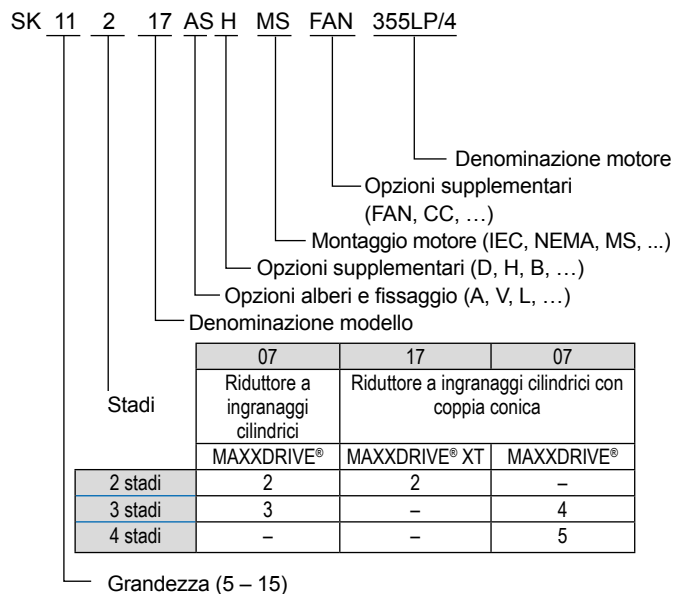 SK 11 2 17 AS H MS FAN 355LP/4
Denominazione motore
Opzioni supplementari
(FAN, CC, …)
Montaggio motore (IEC, NEMA, MS, ...)
Opzioni supplementari (D, H, B, …)
Opzioni alberi e fissaggio (A, V, L, …)
Denominazione modello
Stadi
07 17 07
Riduttore a ingranaggi cilindrici
Riduttore a ingranaggi cilindrici con coppia conica
MAXXDRIVE® MAXXDRIVE® XT MAXXDRIVE®
2 stadi 2 2 –
3 stadi 3 – 4
4 stadi – – 5
Grandezza (5 – 15)